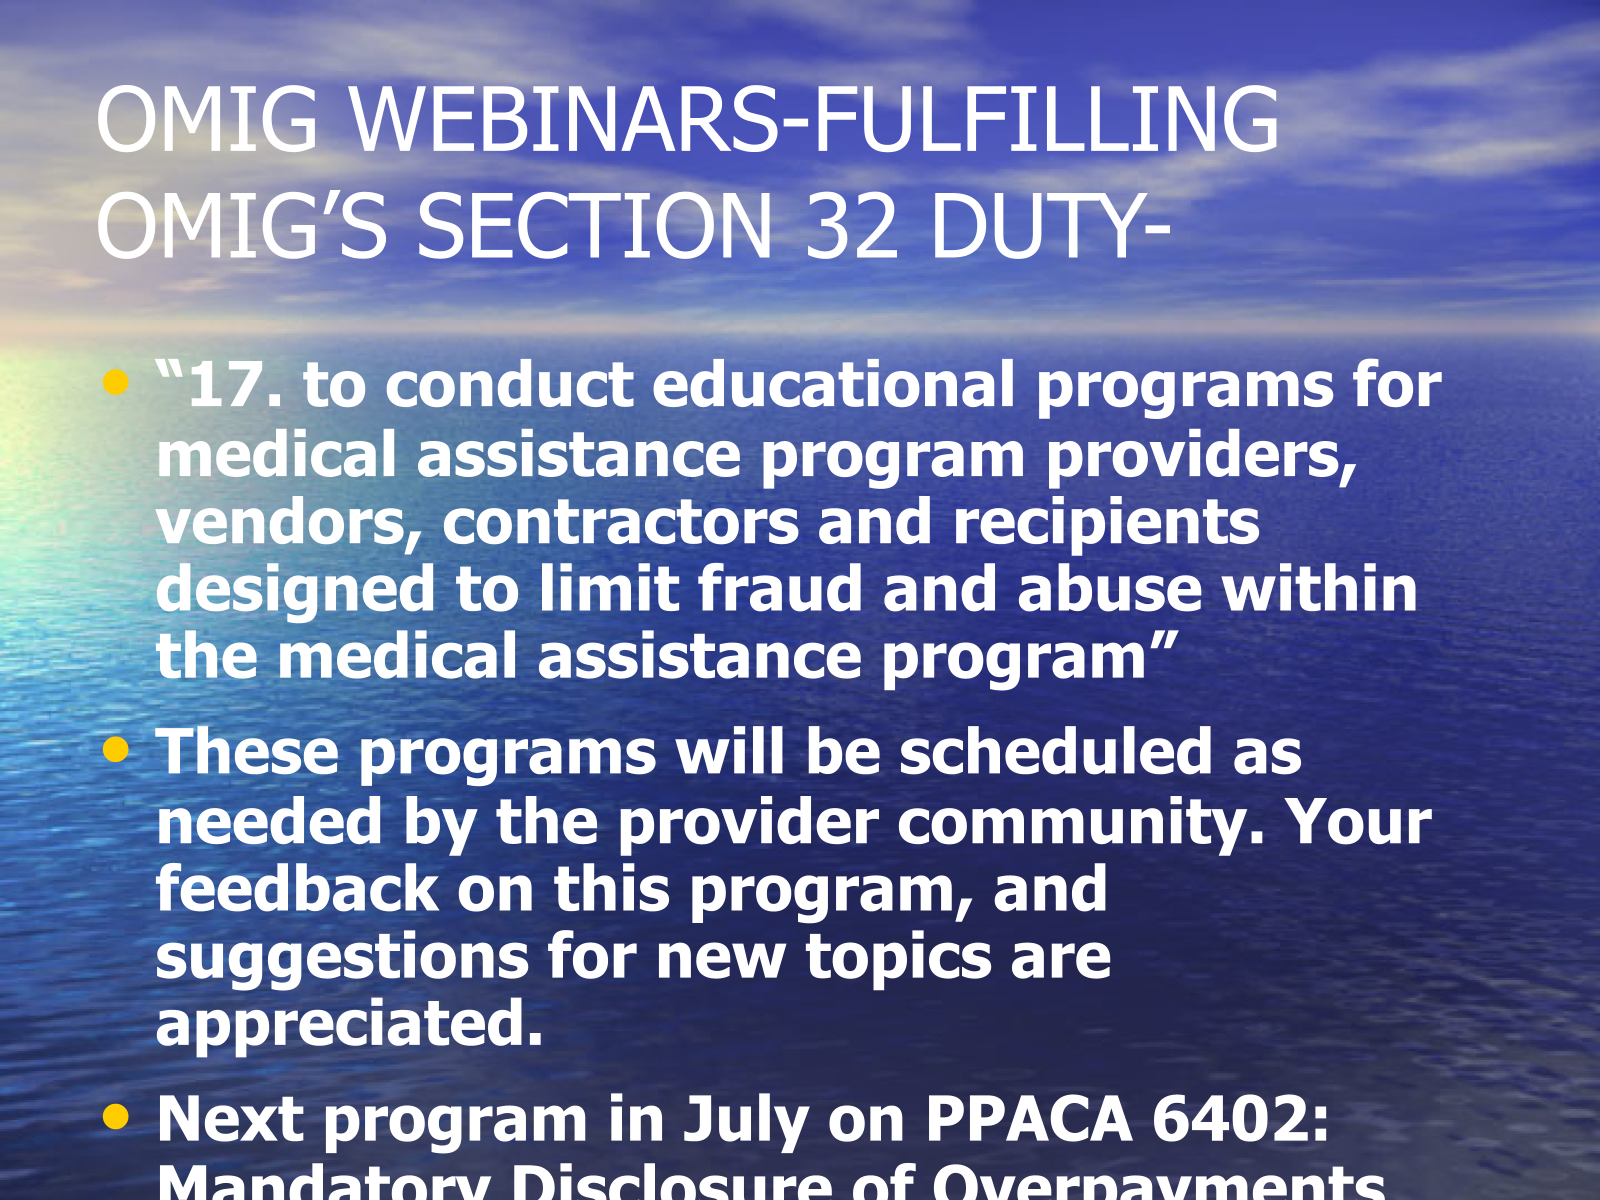 OMIG WEBINARS-FULFILLING
OMIG’S SECTION 32 DUTY-
• “17. to conduct educational programs for
medical assistance program providers,
vendors, contractors and recipients
designed to limit fraud and abuse within
the medical assistance program”
• These programs will be scheduled as
needed by the provider community. Your
feedback on this program, and
suggestions for new topics are
appreciated.
• Next program in July on PPACA 6402:
Mandatory Disclosure of Overpayments